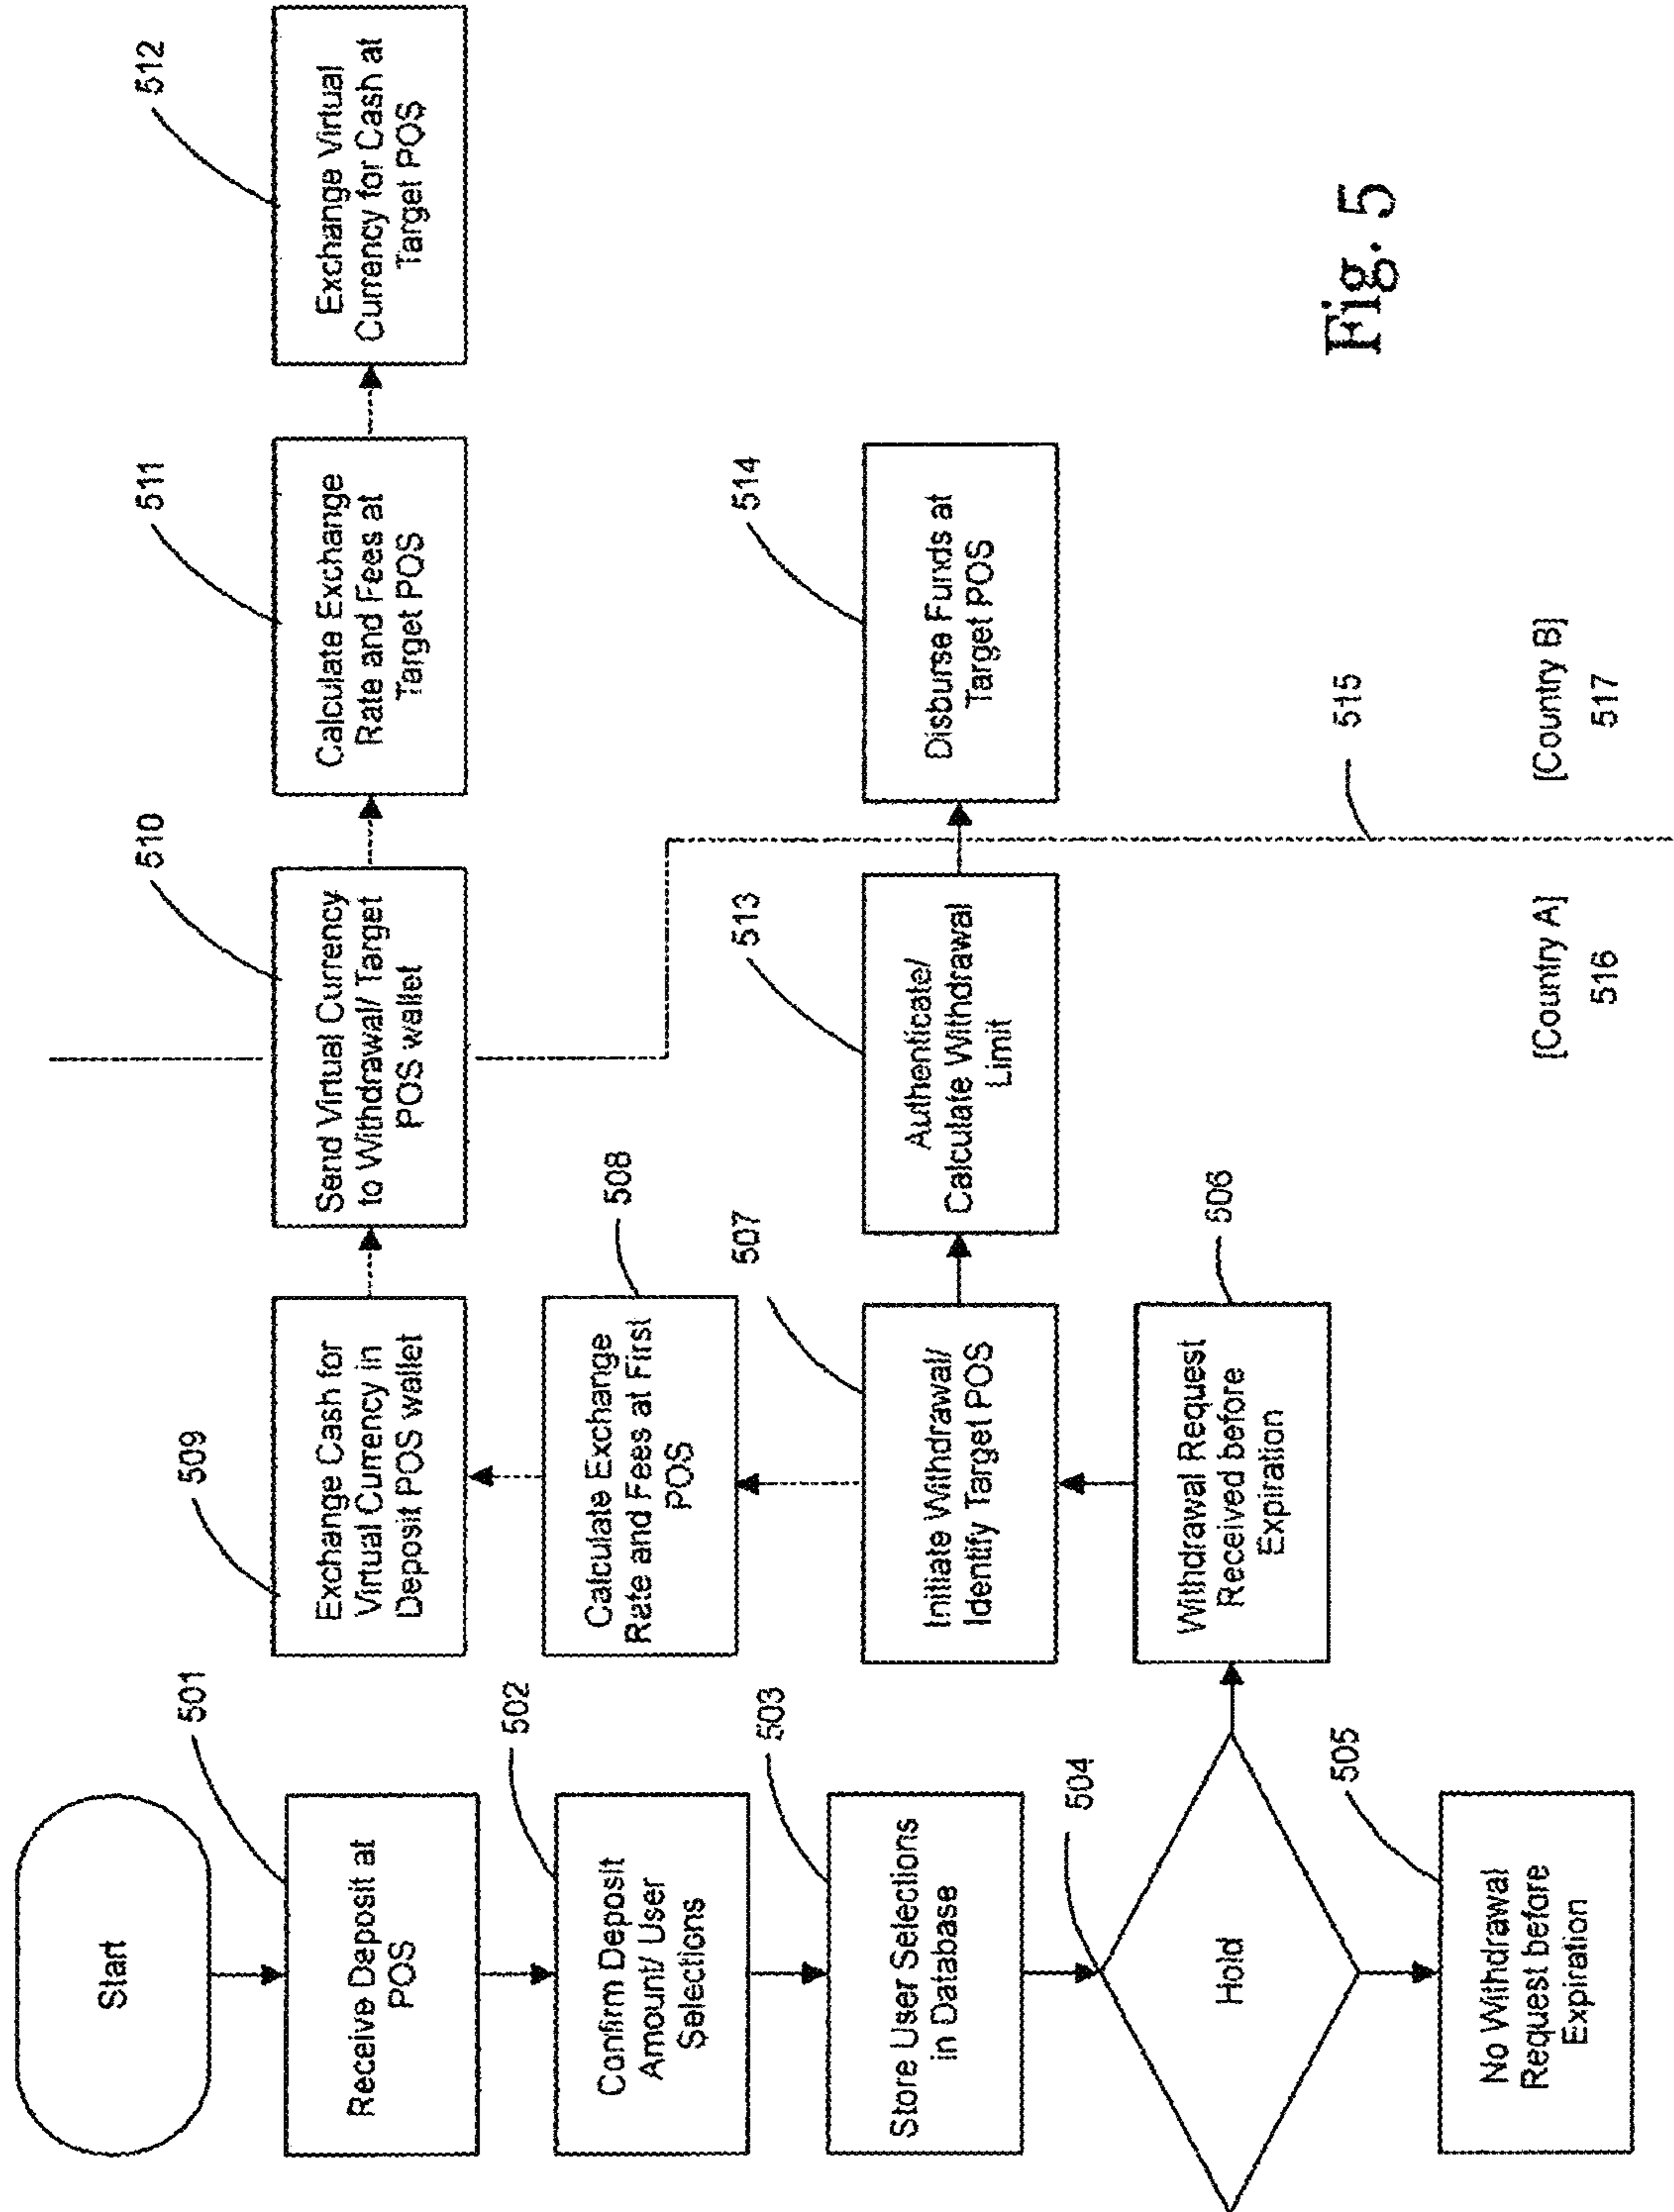 Start
501
Receive Deposit at
POS
502
Confirm Deposit
Amount/ User
Selections
503
Store User Selections
in Database
504
Hold
505
No Withdrawal
Request before
Expiration
506
Withdrawal Request
Received before
Expiration
507
Initiate Withdrawal/
Identify Target POS
508
Calculate Exchange
Rate and Fees at First
POS
509
Exchange Cash for
Virtual Currency in
Deposit POS wallet
510
Send Virtual Currency
to Withdrawal/ Target
POS wallet
511
Calculate Exchange
Rate and Fees at
Target POS
512
Exchange Virtual
Currency for Cash at
Target POS
513
Authenticate/
Calculate Withdrawal
Limit
514
Disburse Funds at
Target POS
515
[Country A]
516
[Country B]
517
Fig. 5